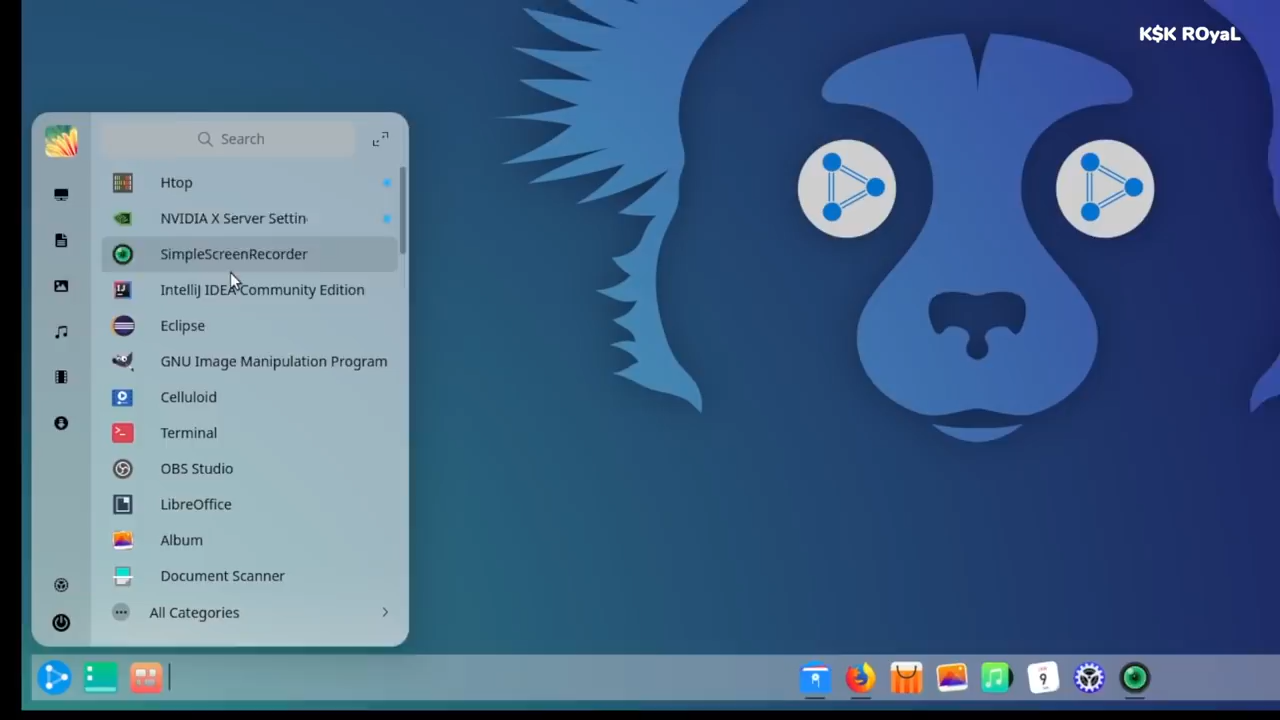 K$K ROyaL
Search
Htop
NVIDIA X Server Settin
SimpleScreenRecorder
IntelliJ IDEA Community Edition
Eclipse
GNU Image Manipulation Program
Celluloid
Terminal
OBS Studio
LibreOffice
Album
Document Scanner
All Categories
9